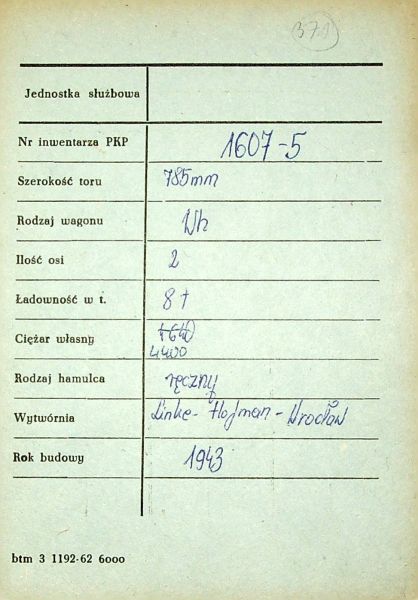 371
Jednostka służbowa
Nr inwentarza PKP 1607-5
Szerokość toru 785mm
Rodzaj wagonu Wh
Ilość osi 2
Ładowność w t. 8 t
Ciężar własny 4640
4400
Rodzaj hamulca ręczny
Wytwórnia Linke-Hofman-Wrocław
Rok budowy 1943
btm 3 1192-62 6000